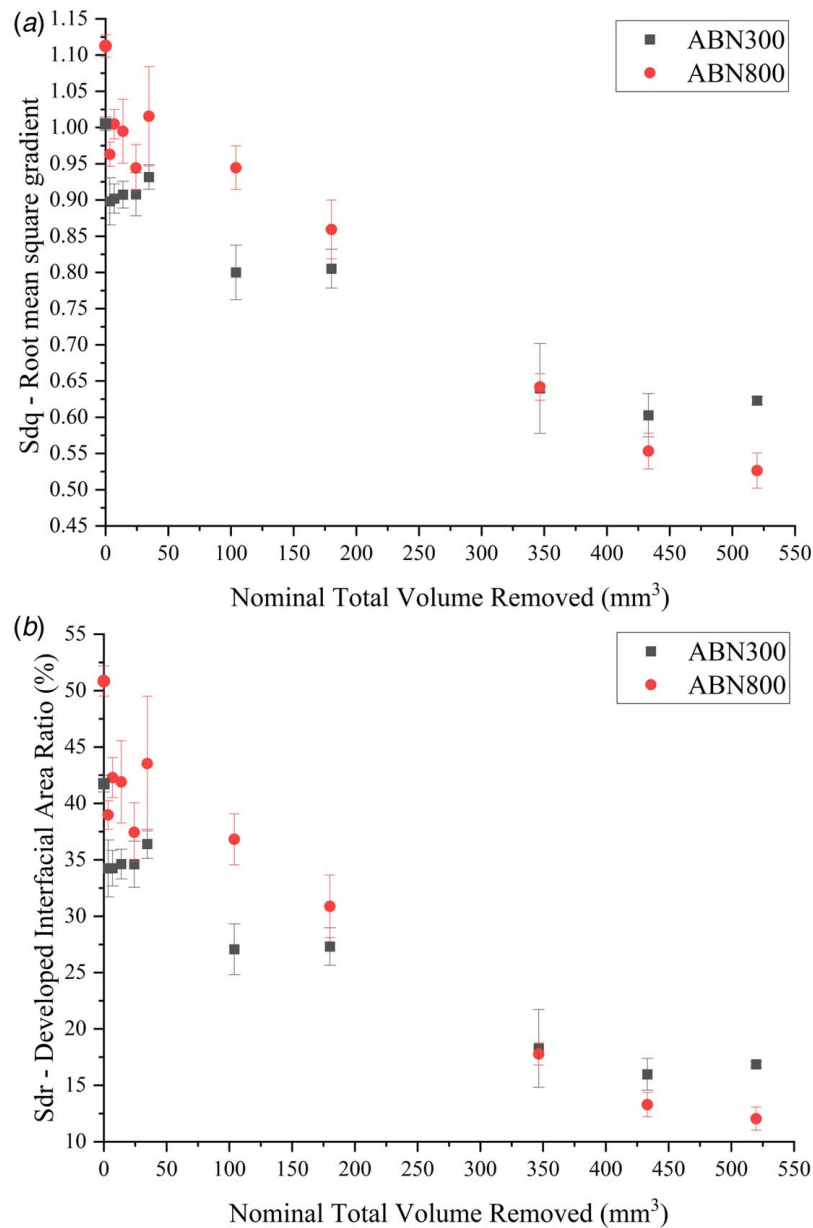 (a)
1.15
1.10
1.05
1.00
0.95
0.90
0.85
0.80
0.75
0.70
0.65
0.60
0.55
0.50
0.45
Sdq - Root mean square gradient
ABN300
ABN800
0 50 100 150 200 250 300 350 400 450 500 550
Nominal Total Volume Removed (mm³)
(b)
55
50
45
40
35
30
25
20
15
10
Sdr - Developed Interfacial Area Ratio (%)
ABN300
ABN800
0 50 100 150 200 250 300 350 400 450 500 550
Nominal Total Volume Removed (mm³)